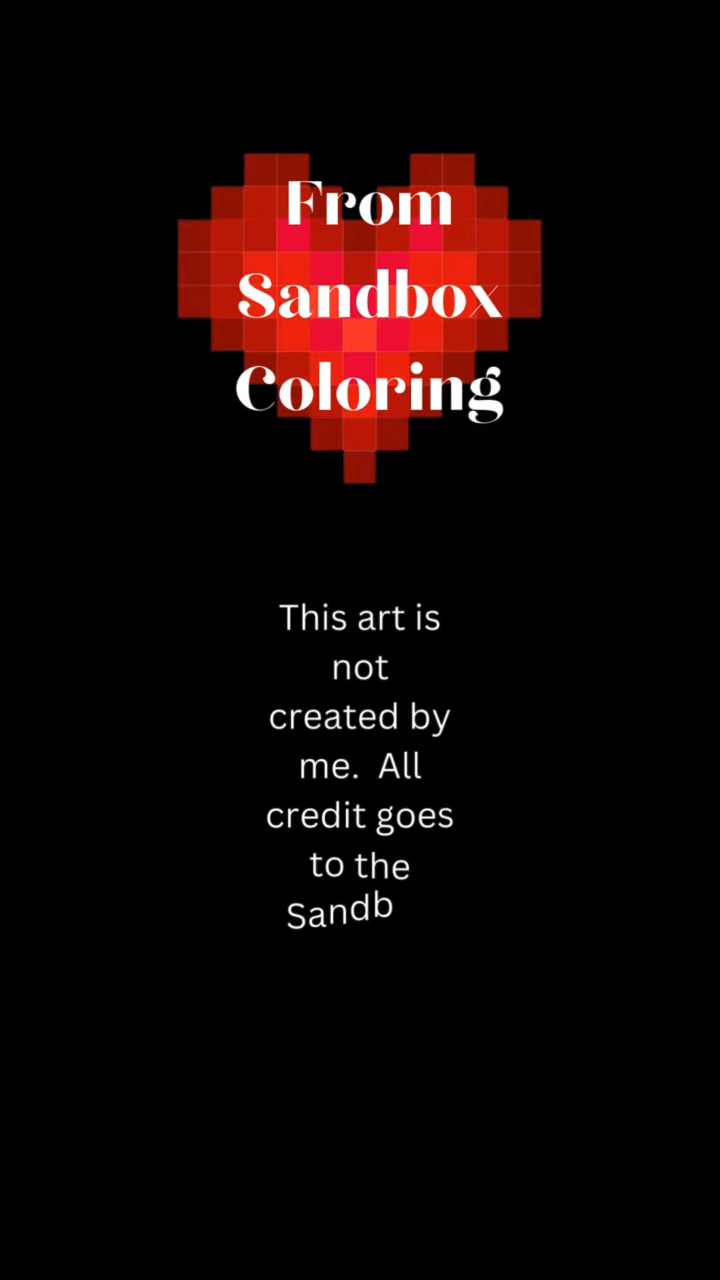 From
Sandbox
Coloring
This art is
not
created by
me.  All
credit goes
to the
Sandb